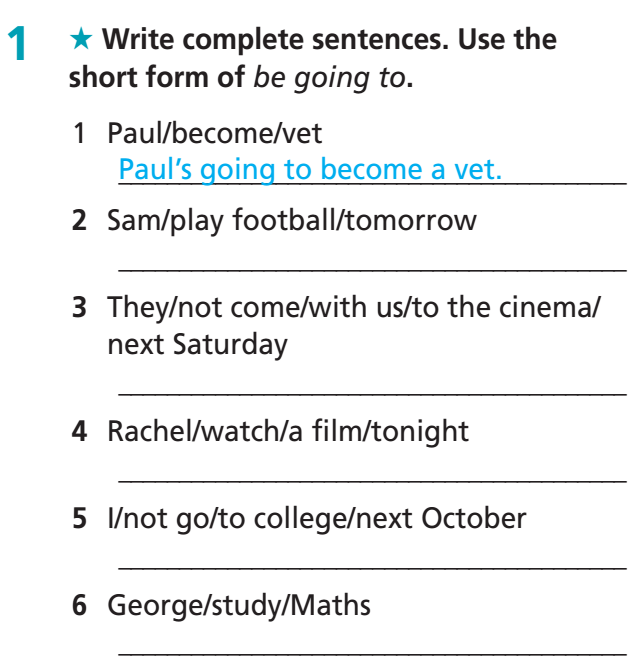 1 ★ Write complete sentences. Use the
short form of be going to.
1 Paul/become/vet
Paul's going to become a vet.
2 Sam/play football/tomorrow
3 They/not come/with us/to the cinema/
next Saturday
4 Rachel/watch/a film/tonight
5 I/not go/to college/next October
6 George/study/Maths